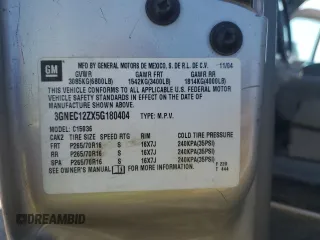 GM
MFD BY GENERAL MOTORS DE MEXICO, S. DE R.L. DE C.V. 11/04
GVWR GAWR FRT GAWR RR
3085KG(6800LB) 1542KG(3400LB) 1814KG(4000LB)
THIS VEHICLE CONFORMS TO ALL APPLICABLE U.S. FEDERAL MOTOR VEHICLE SAFETY AND THEFT PREVENTION STANDARDS IN EFFECT ON THE DATE OF MANUFACTURE SHOWN ABOVE.
3GNEC12ZX5G180404 TYPE: M.P.V.
MODEL: C15936
TIRE SIZE SPEED RTG RIM COLD TIRE PRESSURE
FRT P265/70R16 S 16X7J 240KPA(35PSI)
RR P265/70R16 S 16X7J 240KPA(35PSI)
SPA P265/70R16 S 16X7J 240KPA(35PSI)
SEE OWNER'S MANUAL FOR MORE INFORMATION.
© AUTOBIDMASTER